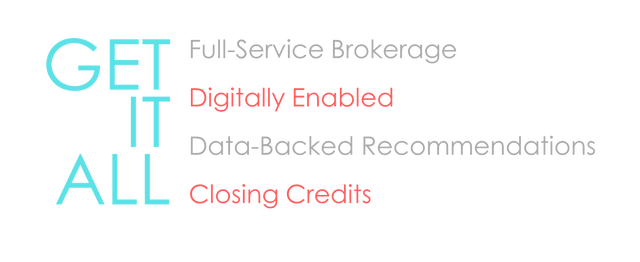 GET
IT
ALL
Full-Service Brokerage
Digitally Enabled
Data-Backed Recommendations
Closing Credits